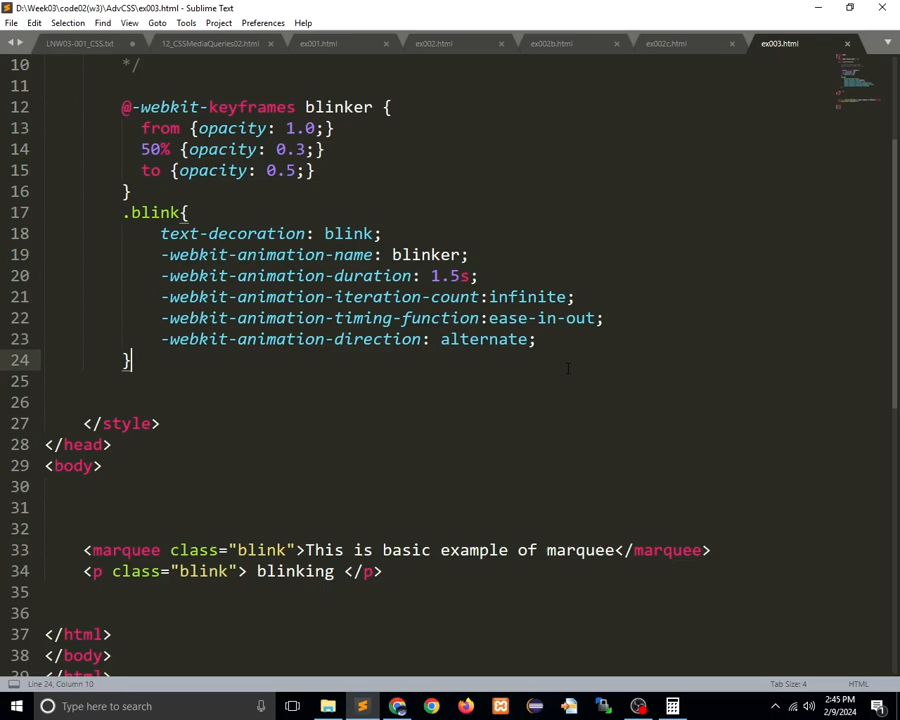 D:\Week03\code02(w3)\AdvCSS\ex003.html - Sublime Text
File Edit Selection Find View Goto Tools Project Preferences Help
LNW03-001_CSS.txt 12_CSSMediaQueries02.html ex001.html ex002.html ex002b.html ex002c.html ex003.html
10 */
11
12 @-webkit-keyframes blinker {
13 from {opacity: 1.0;}
14 50% {opacity: 0.3;}
15 to {opacity: 0.5;}
16 }
17 .blink{
18 text-decoration: blink;
19 -webkit-animation-name: blinker;
20 -webkit-animation-duration: 1.5s;
21 -webkit-animation-iteration-count:infinite;
22 -webkit-animation-timing-function:ease-in-out;
23 -webkit-animation-direction: alternate;
24 }
25
26
27 </style>
28 </head>
29 <body>
30
31
32
33 <marquee class="blink">This is basic example of marquee</marquee>
34 <p class="blink"> blinking </p>
35
36
37 </html>
38 </body>
39 </html>
Line 24, Column 10 Tab Size: 4 HTML
Type here to search
2:45 PM
2/9/2024